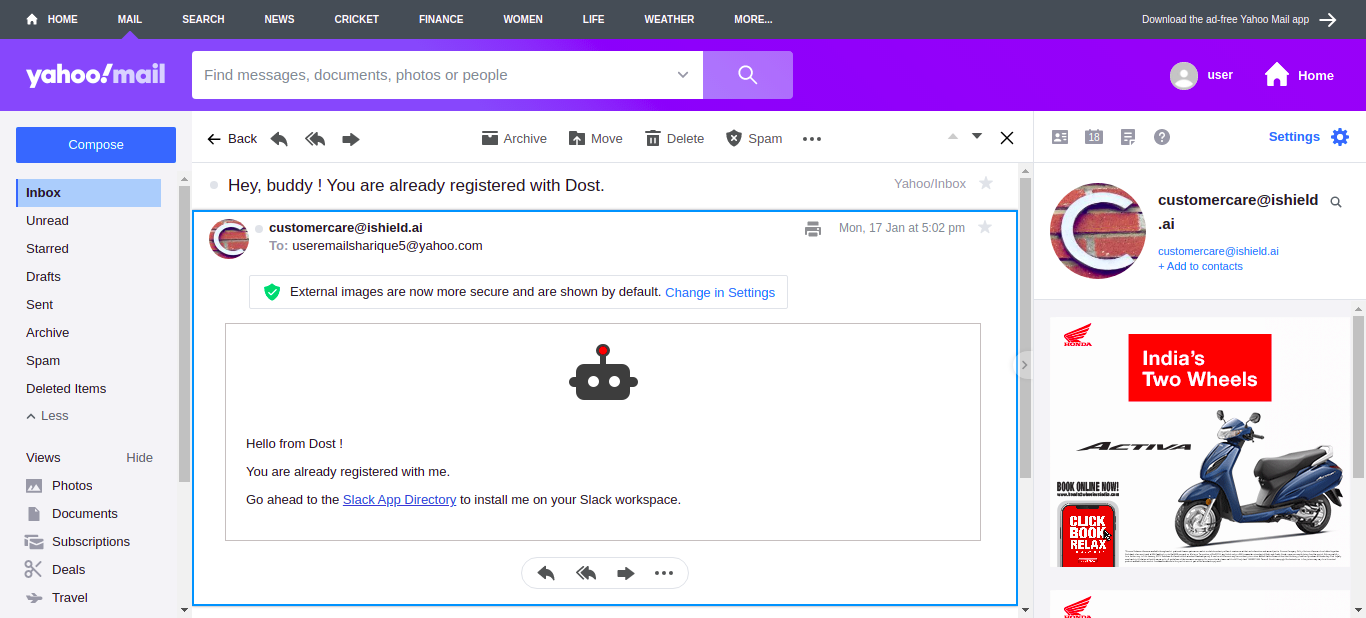 HOME MAIL SEARCH NEWS CRICKET FINANCE WOMEN LIFE WEATHER MORE... Download the ad-free Yahoo Mail app
yahoo!mail Find messages, documents, photos or people user Home
Compose
Back Archive Move Delete Spam 18 Settings
Inbox
Unread
Starred
Drafts
Sent
Archive
Spam
Deleted Items
Less
Views Hide
Photos
Documents
Subscriptions
Deals
Travel
Hey, buddy ! You are already registered with Dost. Yahoo/Inbox
customercare@ishield.ai Mon, 17 Jan at 5:02 pm
To: useremailsharique5@yahoo.com
External images are now more secure and are shown by default. Change in Settings
Hello from Dost !
You are already registered with me.
Go ahead to the Slack App Directory to install me on your Slack workspace.
customercare@ishield
.ai
customercare@ishield.ai
+ Add to contacts
HONDA
India's
Two Wheels
ACTIVA
BOOK ONLINE NOW!
CLICK
BOOK
RELAX
HONDA